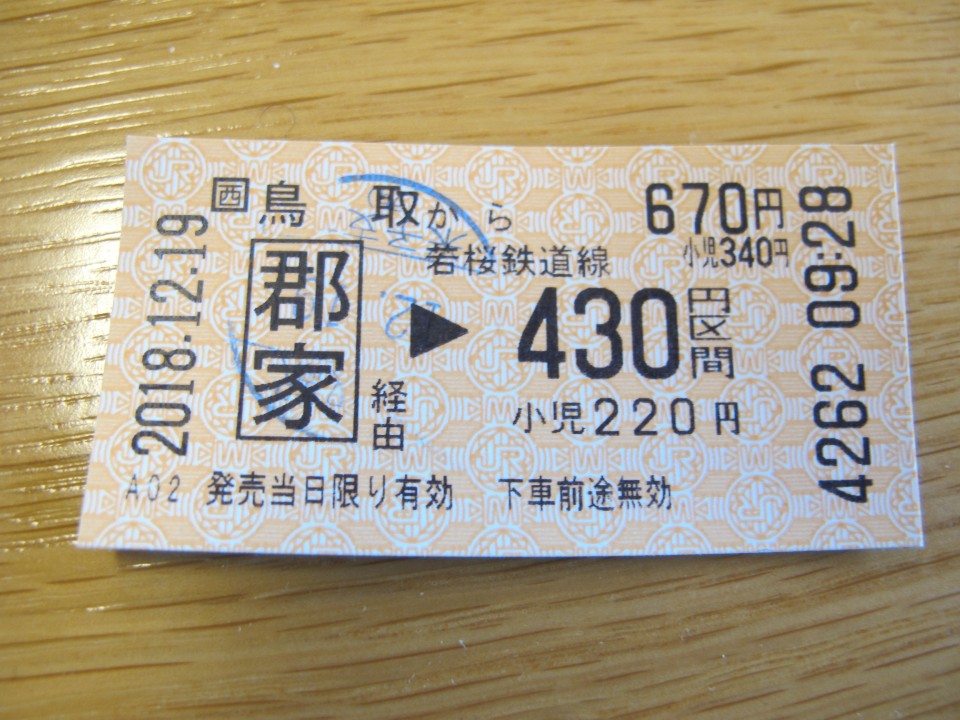 西 鳥取から 670円
小児340円
若桜鉄道線
郡家 経由 ▶ 430円区間
小児220円
A02 発売当日限り有効 下車前途無効
2018.12.19
4262 09:28